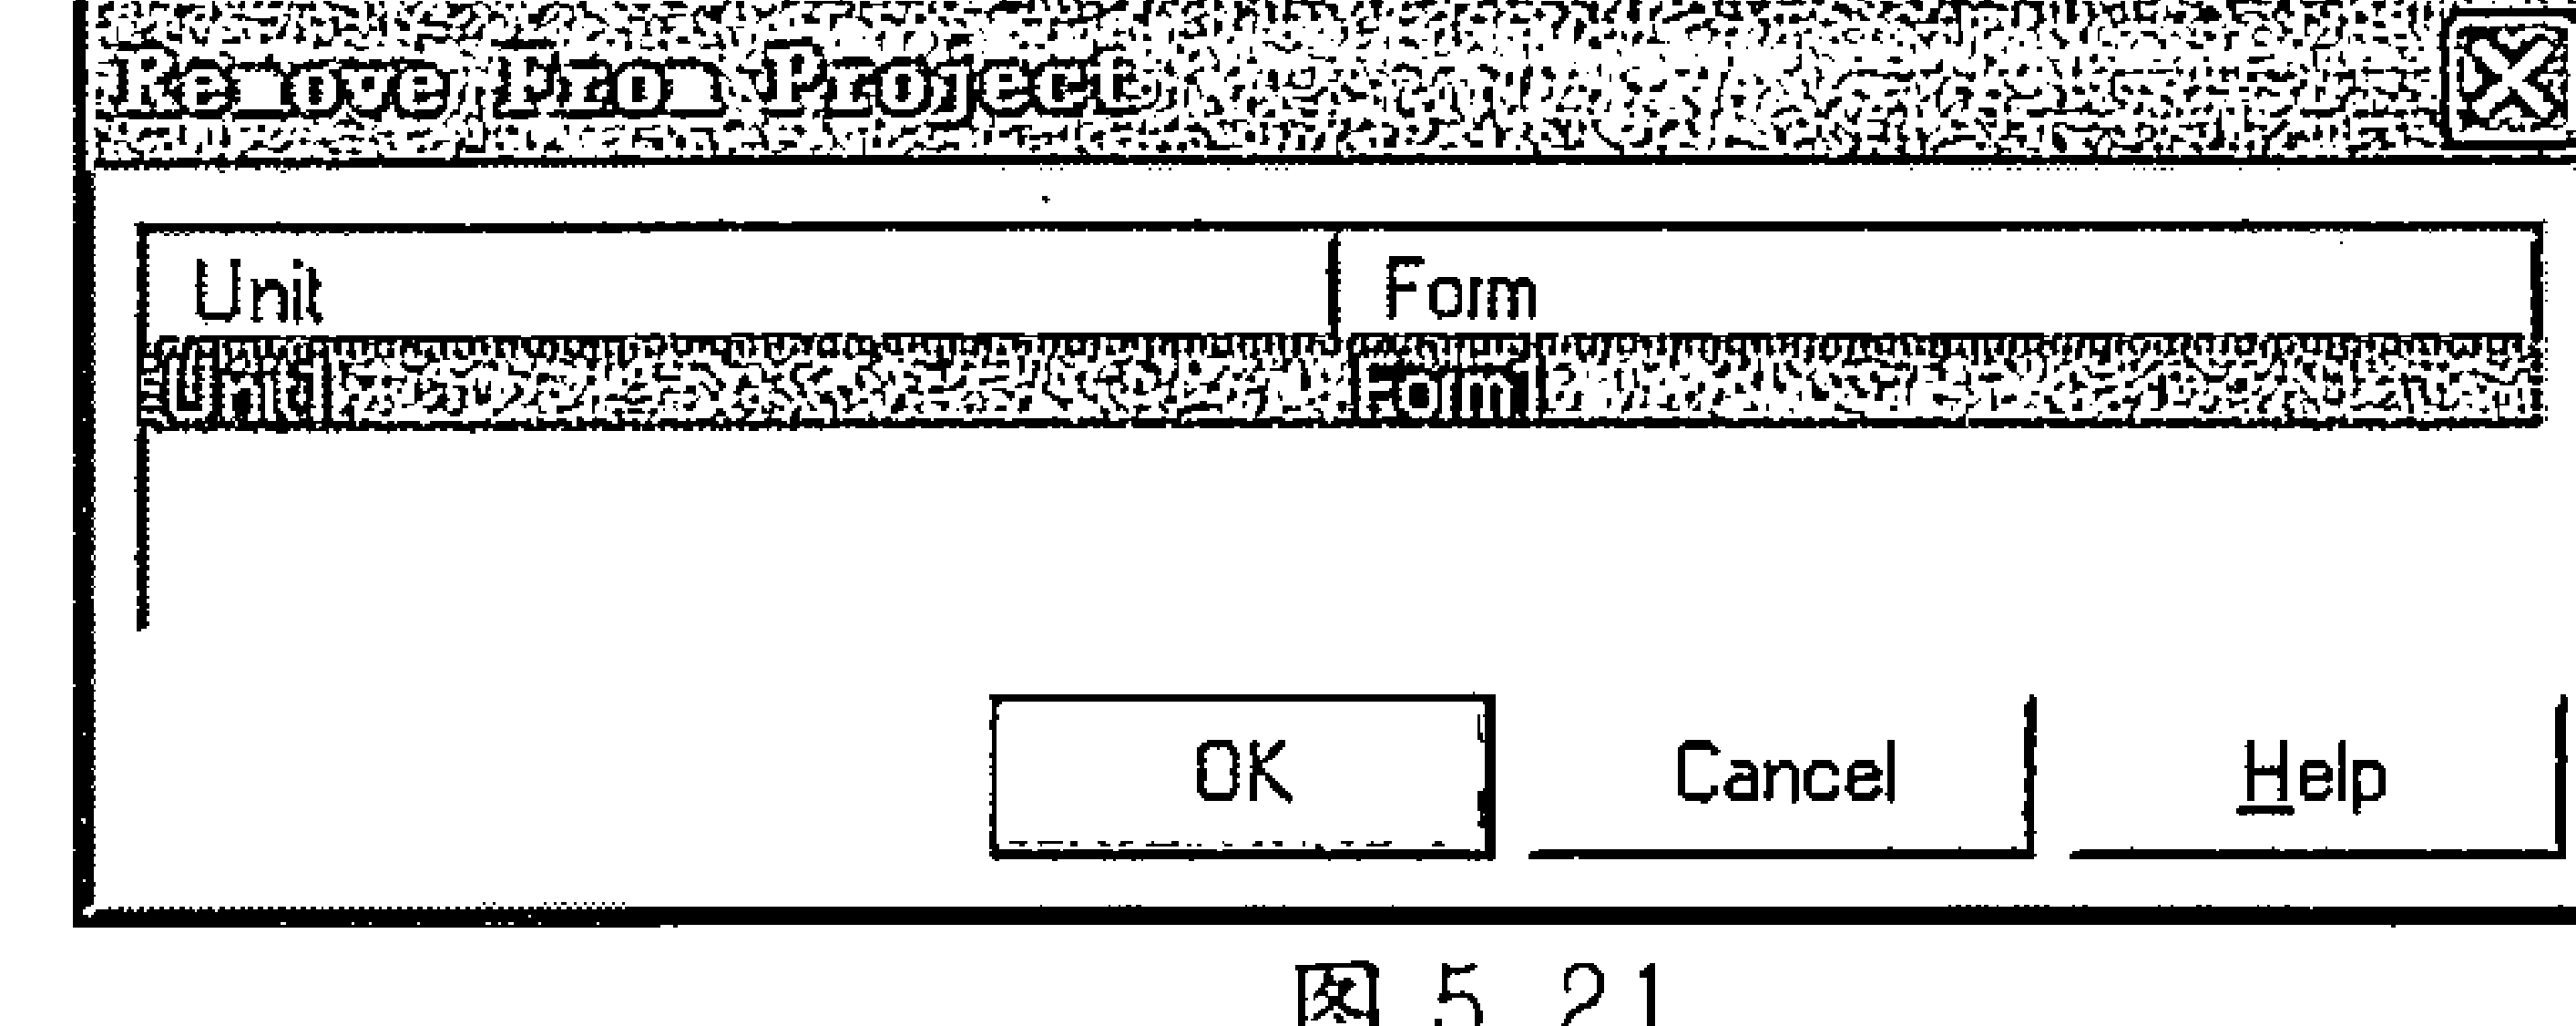 Remove From Project
Unit Form
Unit1 Form1
OK Cancel Help
图 5 21